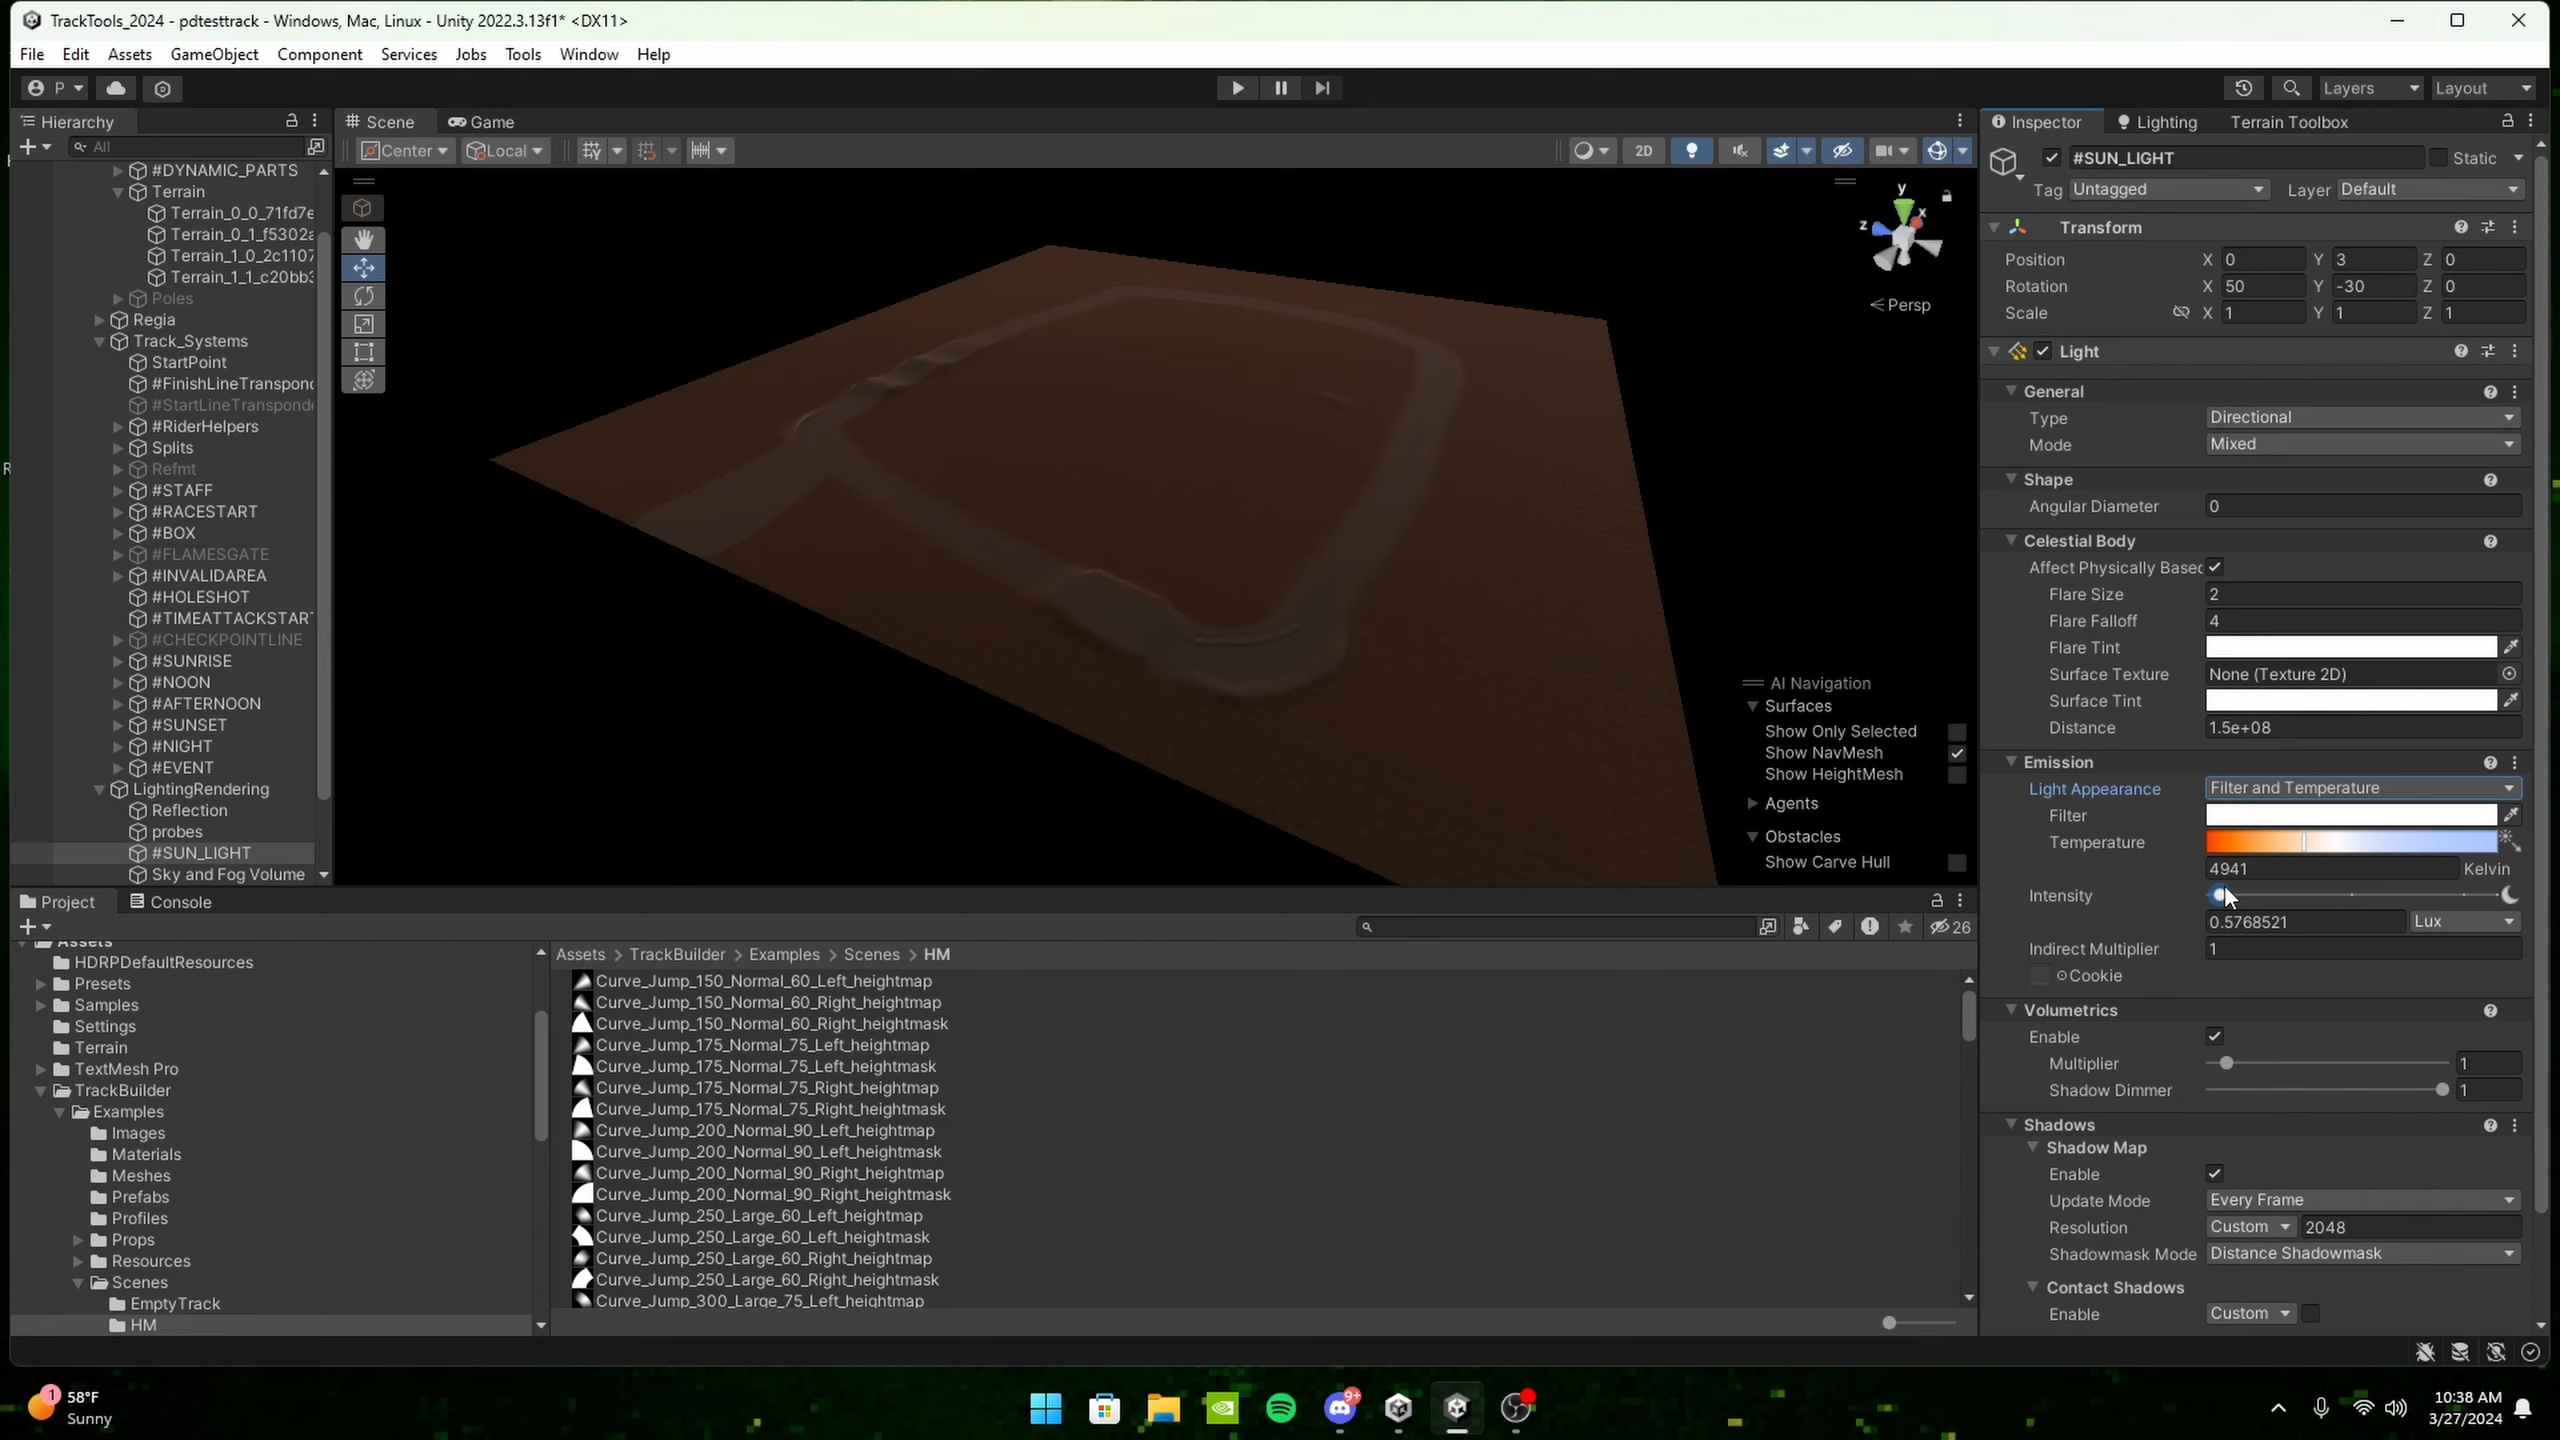 TrackTools_2024 - pdtesttrack - Windows, Mac, Linux - Unity 2022.3.13f1* <DX11>
File Edit Assets GameObject Component Services Jobs Tools Window Help
P Layers Layout
Hierarchy
All
#DYNAMIC_PARTS
Terrain
Terrain_0_0_71fd7e
Terrain_0_1_f5302a
Terrain_1_0_2c1107
Terrain_1_1_c20bb3
Poles
Regia
Track_Systems
StartPoint
#FinishLineTranspond
#StartLineTransponde
#RiderHelpers
Splits
Refmt
#STAFF
#RACESTART
#BOX
#FLAMESGATE
#INVALIDAREA
#HOLESHOT
#TIMEATTACKSTART
#CHECKPOINTLINE
#SUNRISE
#NOON
#AFTERNOON
#SUNSET
#NIGHT
#EVENT
LightingRendering
Reflection
probes
#SUN_LIGHT
Sky and Fog Volume
Scene Game
Center Local 2D
y
x
z
Persp
AI Navigation
Surfaces
Show Only Selected
Show NavMesh
Show HeightMesh
Agents
Obstacles
Show Carve Hull
Inspector Lighting Terrain Toolbox
#SUN_LIGHT Static
Tag Untagged Layer Default
Transform
Position X 0 Y 3 Z 0
Rotation X 50 Y -30 Z 0
Scale X 1 Y 1 Z 1
Light
General
Type Directional
Mode Mixed
Shape
Angular Diameter 0
Celestial Body
Affect Physically Based
Flare Size 2
Flare Falloff 4
Flare Tint
Surface Texture None (Texture 2D)
Surface Tint
Distance 1.5e+08
Emission
Light Appearance Filter and Temperature
Filter
Temperature
4941 Kelvin
Intensity
0.5768521 Lux
Indirect Multiplier 1
Cookie
Volumetrics
Enable
Multiplier 1
Shadow Dimmer 1
Shadows
Shadow Map
Enable
Update Mode Every Frame
Resolution Custom 2048
Shadowmask Mode Distance Shadowmask
Contact Shadows
Enable Custom
Project Console
26
Assets
HDRPDefaultResources
Presets
Samples
Settings
Terrain
TextMesh Pro
TrackBuilder
Examples
Images
Materials
Meshes
Prefabs
Profiles
Props
Resources
Scenes
EmptyTrack
HM
Assets > TrackBuilder > Examples > Scenes > HM
Curve_Jump_150_Normal_60_Left_heightmap
Curve_Jump_150_Normal_60_Right_heightmap
Curve_Jump_150_Normal_60_Right_heightmask
Curve_Jump_175_Normal_75_Left_heightmap
Curve_Jump_175_Normal_75_Left_heightmask
Curve_Jump_175_Normal_75_Right_heightmap
Curve_Jump_175_Normal_75_Right_heightmask
Curve_Jump_200_Normal_90_Left_heightmap
Curve_Jump_200_Normal_90_Left_heightmask
Curve_Jump_200_Normal_90_Right_heightmap
Curve_Jump_200_Normal_90_Right_heightmask
Curve_Jump_250_Large_60_Left_heightmap
Curve_Jump_250_Large_60_Left_heightmask
Curve_Jump_250_Large_60_Right_heightmap
Curve_Jump_250_Large_60_Right_heightmask
Curve_Jump_300_Large_75_Left_heightmap
1
58°F
Sunny
9+
10:38 AM
3/27/2024